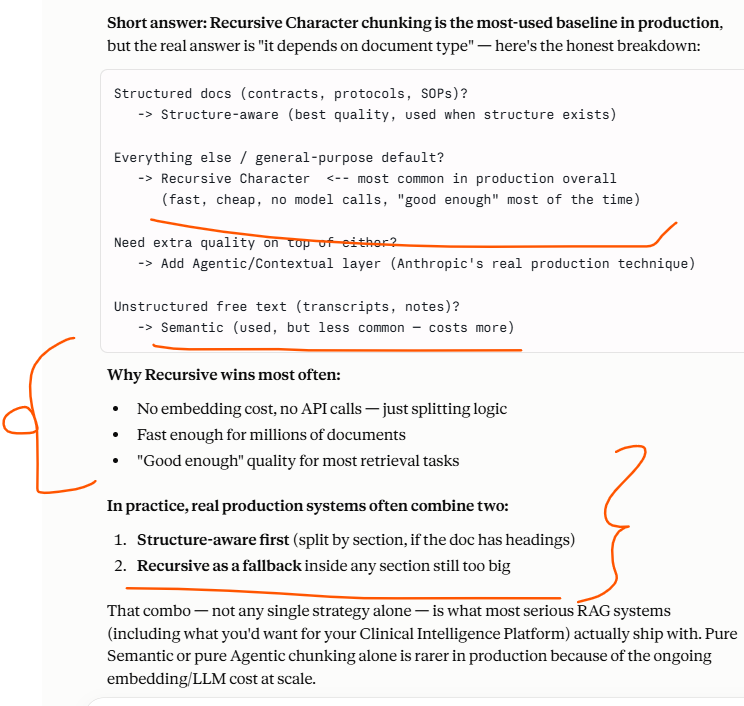 Short answer: Recursive Character chunking is the most-used baseline in production,
but the real answer is "it depends on document type" — here's the honest breakdown:
Structured docs (contracts, protocols, SOPs)?
-> Structure-aware (best quality, used when structure exists)
Everything else / general-purpose default?
-> Recursive Character <-- most common in production overall
(fast, cheap, no model calls, "good enough" most of the time)
Need extra quality on top of either?
-> Add Agentic/Contextual layer (Anthropic's real production technique)
Unstructured free text (transcripts, notes)?
-> Semantic (used, but less common — costs more)
Why Recursive wins most often:
• No embedding cost, no API calls — just splitting logic
• Fast enough for millions of documents
• "Good enough" quality for most retrieval tasks
In practice, real production systems often combine two:
1. Structure-aware first (split by section, if the doc has headings)
2. Recursive as a fallback inside any section still too big
That combo — not any single strategy alone — is what most serious RAG systems
(including what you'd want for your Clinical Intelligence Platform) actually ship with. Pure
Semantic or pure Agentic chunking alone is rarer in production because of the ongoing
embedding/LLM cost at scale.